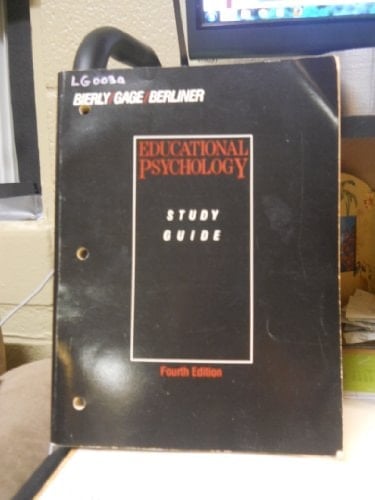 LG003a
BIERLY/GAGE/BERLINER
EDUCATIONAL
PSYCHOLOGY
STUDY
GUIDE
Fourth Edition